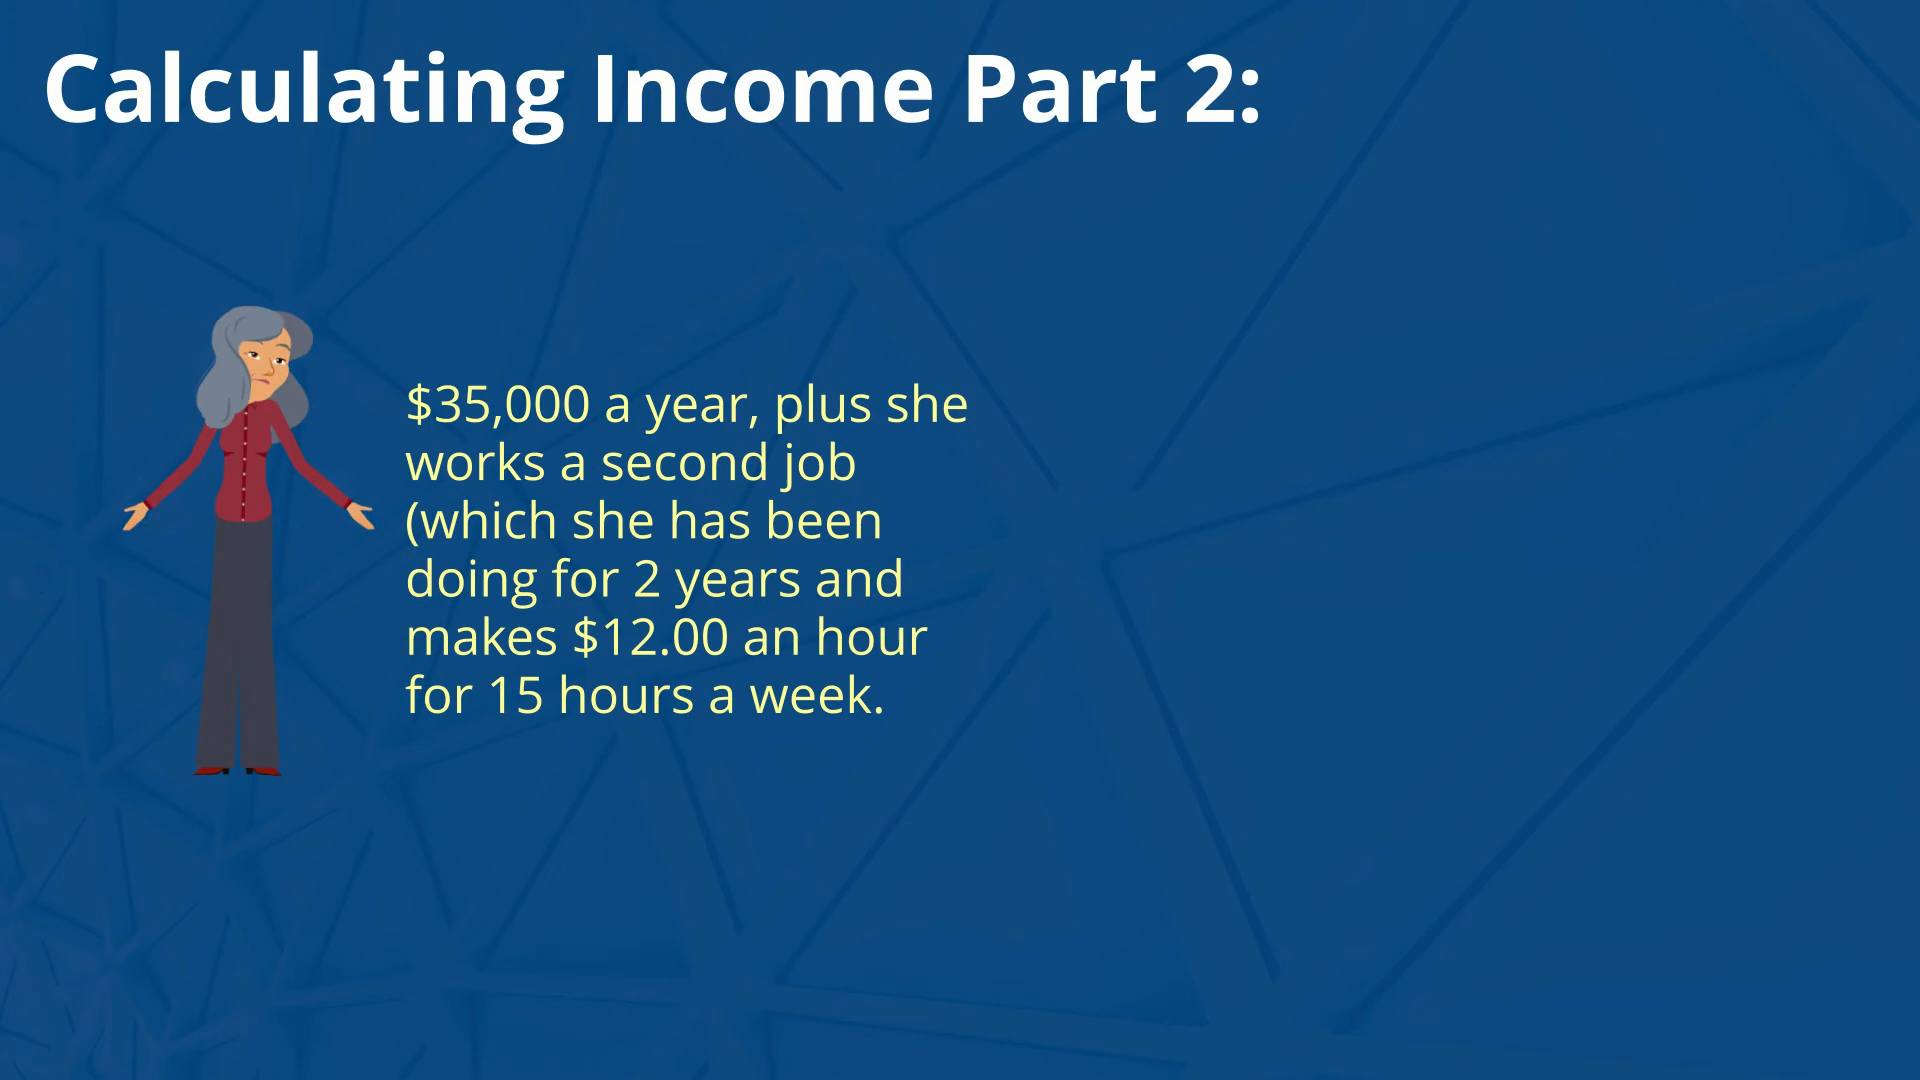 Calculating Income Part 2:
$35,000 a year, plus she
works a second job
(which she has been
doing for 2 years and
makes $12.00 an hour
for 15 hours a week.